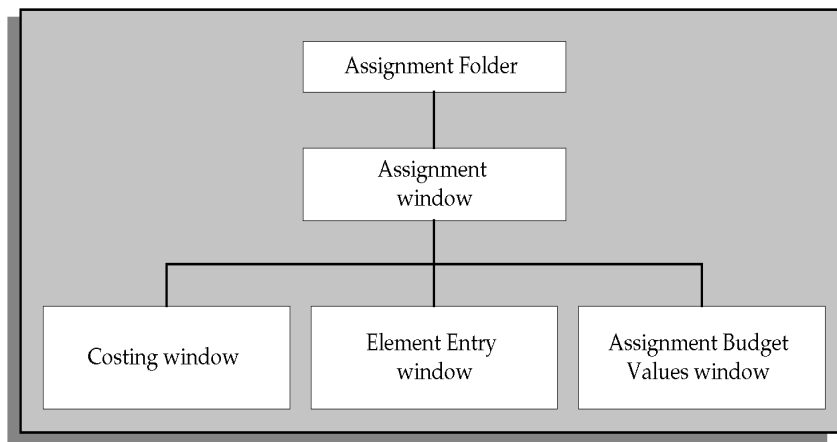 Assignment Folder
Assignment
window
Costing window
Element Entry
window
Assignment Budget
Values window